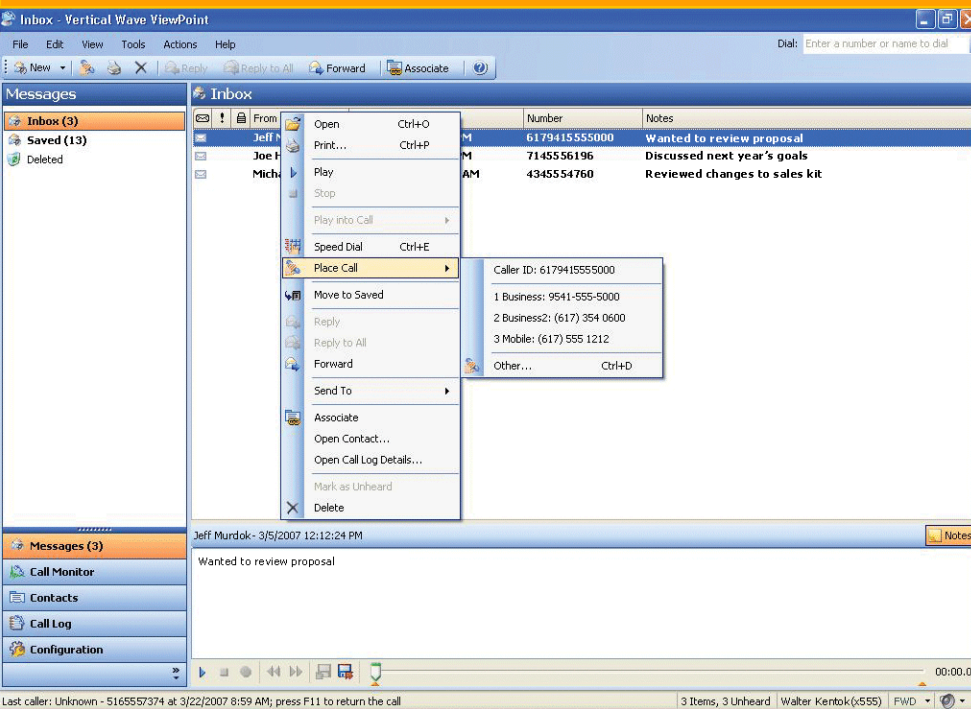 Inbox - Vertical Wave ViewPoint
File Edit View Tools Actions Help
Dial: Enter a number or name to dial
New Reply Reply to All Forward Associate
Messages
Inbox (3)
Saved (13)
Deleted
Inbox
From Number Notes
Jeff M 6179415555000 Wanted to review proposal
Joe H M 7145556196 Discussed next year's goals
Micha AM 4345554760 Reviewed changes to sales kit
Open Ctrl+O
Print... Ctrl+P
Play
Stop
Play into Call
Speed Dial Ctrl+E
Place Call
Move to Saved
Reply
Reply to All
Forward
Send To
Associate
Open Contact...
Open Call Log Details...
Mark as Unheard
Delete
Caller ID: 6179415555000
1 Business: 9541-555-5000
2 Business2: (617) 354 0600
3 Mobile: (617) 555 1212
Other... Ctrl+D
Messages (3)
Call Monitor
Contacts
Call Log
Configuration
Jeff Murdok- 3/5/2007 12:12:24 PM
Notes
Wanted to review proposal
00:00.0
Last caller: Unknown - 5165557374 at 3/22/2007 8:59 AM; press F11 to return the call
3 Items, 3 Unheard Walter Kentok(x555) FWD